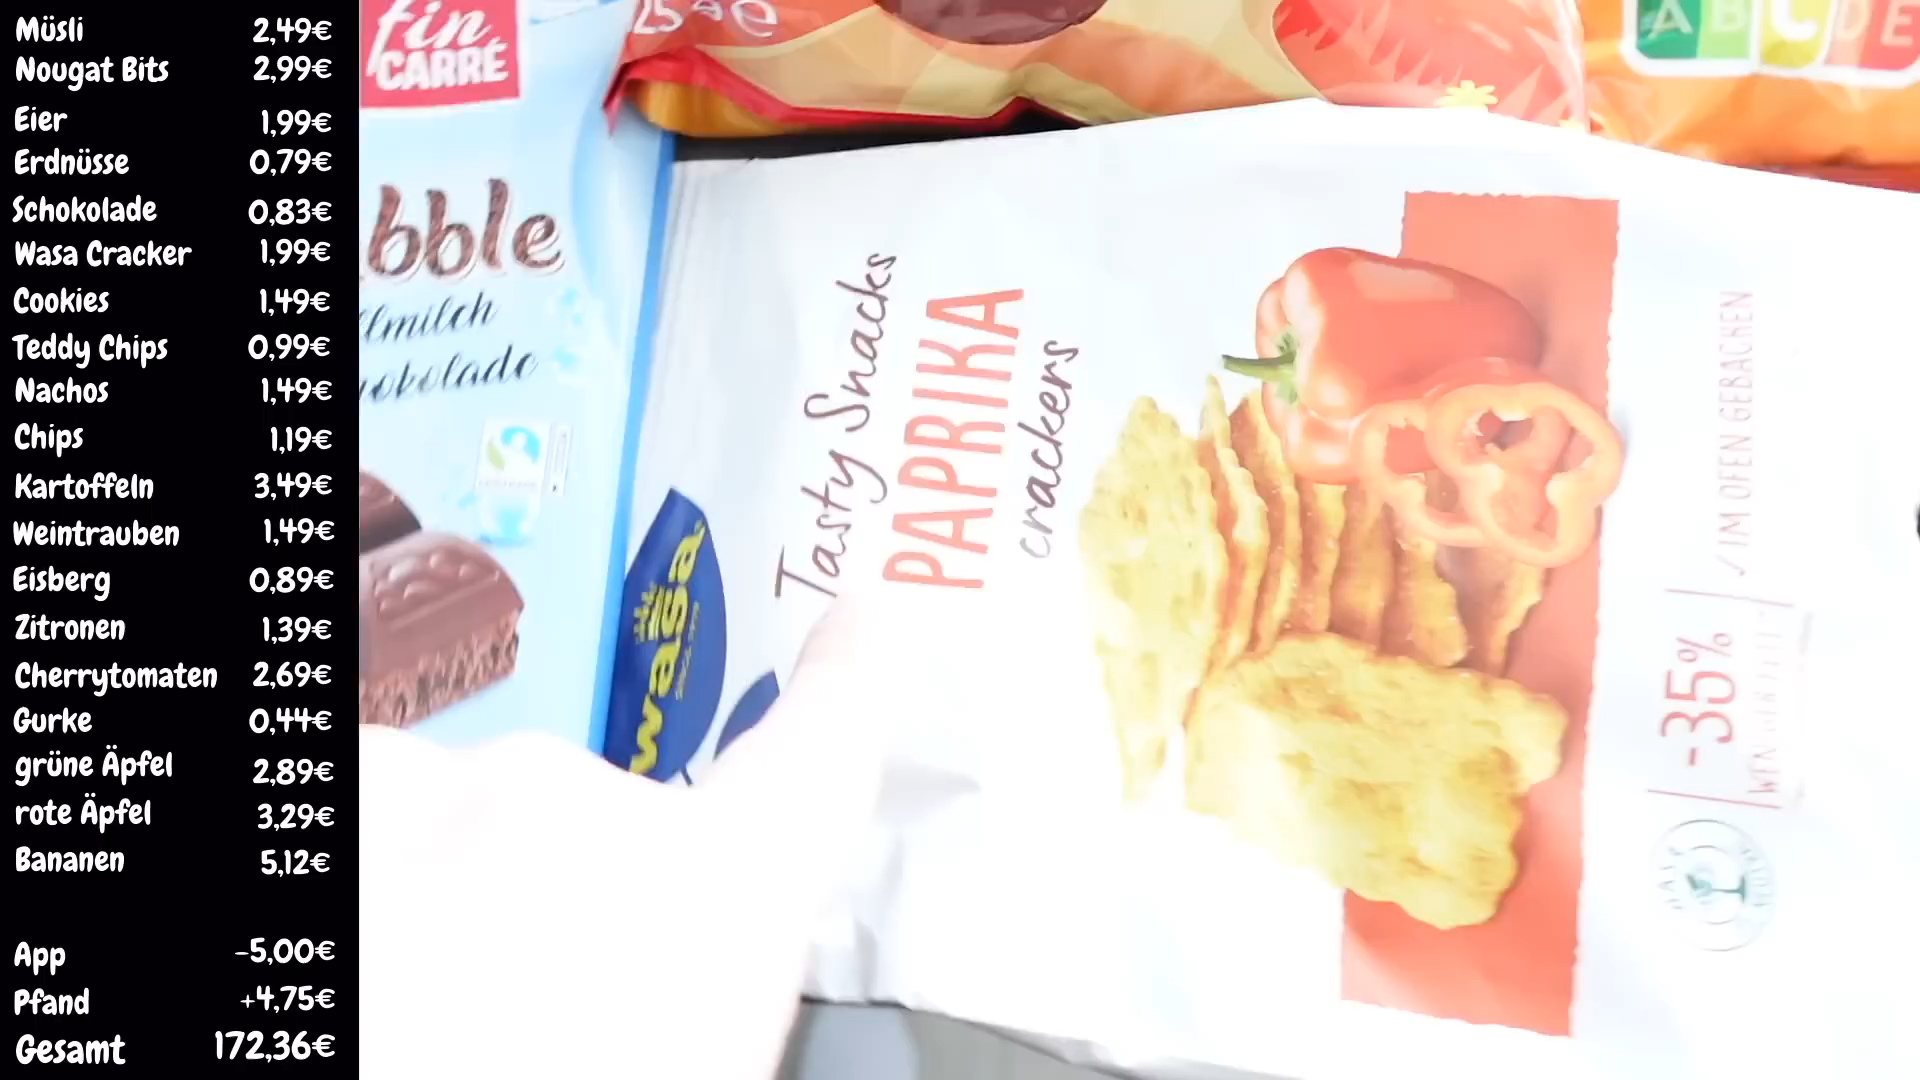 Müsli 2,49€
Nougat Bits 2,99€
Eier 1,99€
Erdnüsse 0,79€
Schokolade 0,83€
Wasa Cracker 1,99€
Cookies 1,49€
Teddy Chips 0,99€
Nachos 1,49€
Chips 1,19€
Kartoffeln 3,49€
Weintrauben 1,49€
Eisberg 0,89€
Zitronen 1,39€
Cherrytomaten 2,69€
Gurke 0,44€
grüne Äpfel 2,89€
rote Äpfel 3,29€
Bananen 5,12€
App -5,00€
Pfand +4,75€
Gesamt 172,36€
fin
CARRÉ
bble
lmilch
okolade
A B C D E
Tasty Snacks
PAPRIKA
crackers
wasa
✓ IM OFEN GEBACKEN
-35%
WENIGER FETT